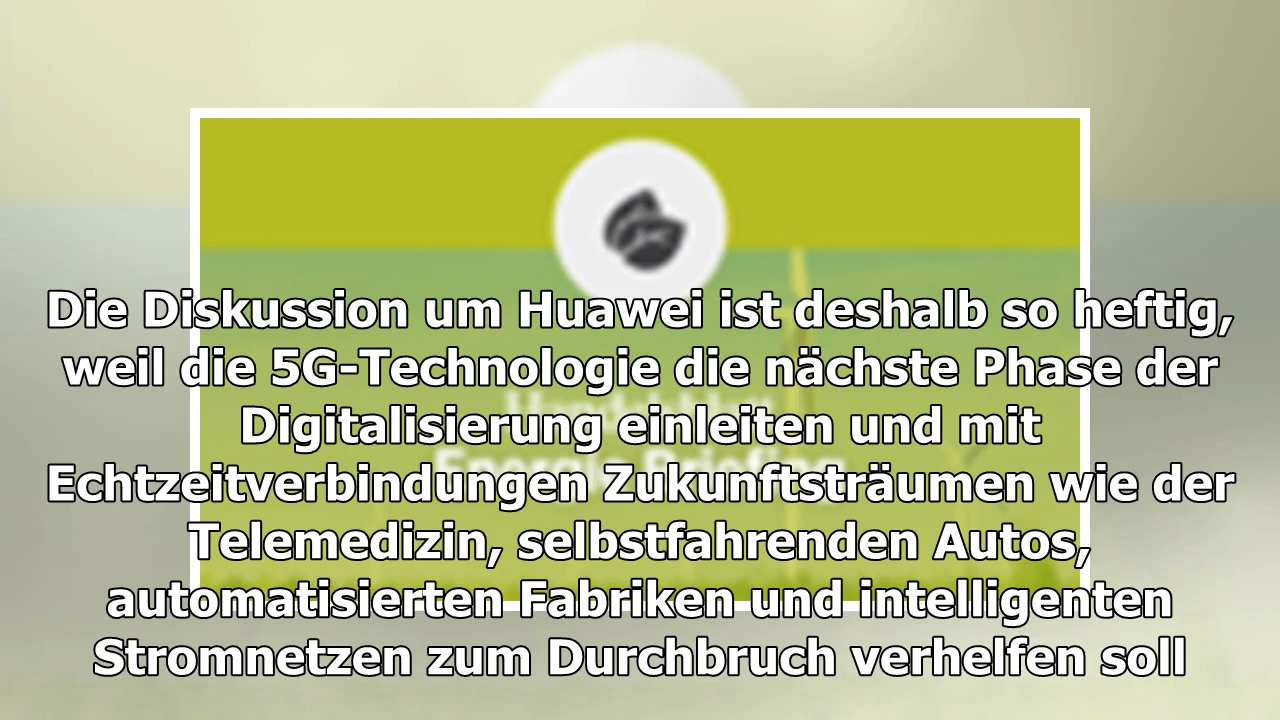 Die Diskussion um Huawei ist deshalb so heftig,
weil die 5G-Technologie die nächste Phase der
Digitalisierung einleiten und mit
Echtzeitverbindungen Zukunftsträumen wie der
Telemedizin, selbstfahrenden Autos,
automatisierten Fabriken und intelligenten
Stromnetzen zum Durchbruch verhelfen soll